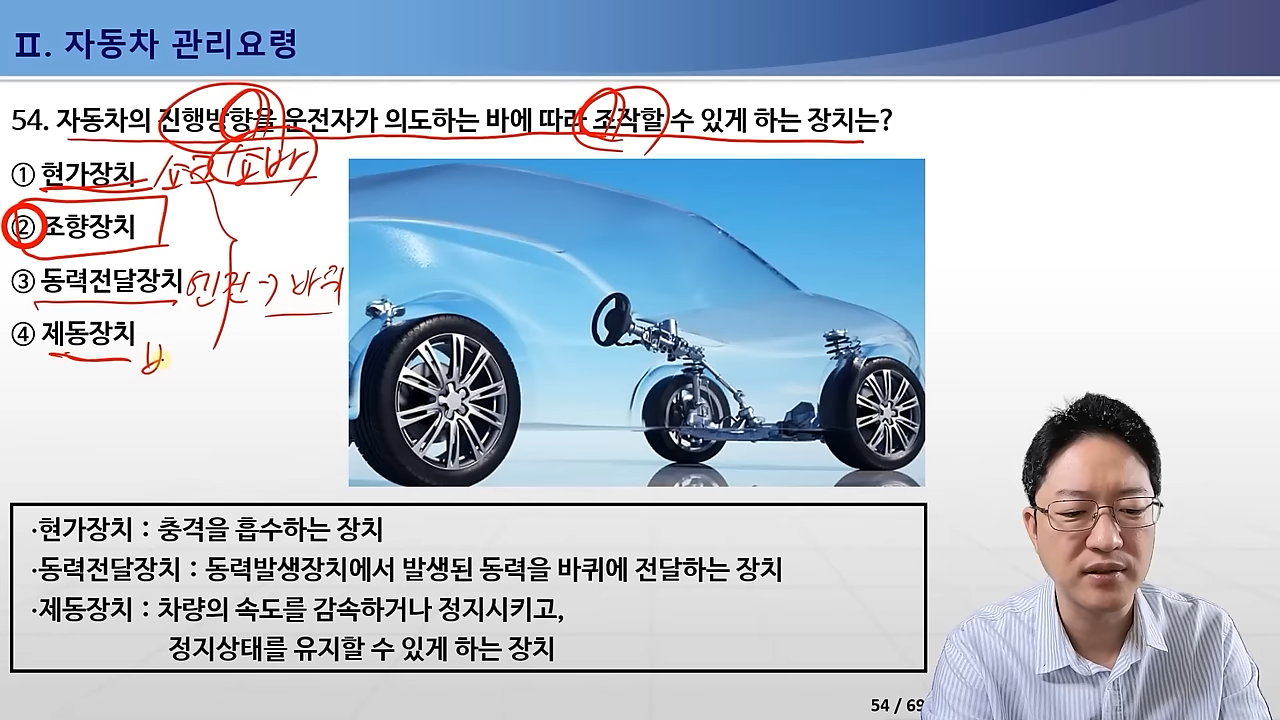 Ⅱ. 자동차 관리요령
54. 자동차의 진행방향을 운전자가 의도하는 바에 따라 조작할 수 있게 하는 장치는?
① 현가장치
② 조향장치
③ 동력전달장치 엔진 → 바퀴
④ 제동장치
·현가장치 : 충격을 흡수하는 장치
·동력전달장치 : 동력발생장치에서 발생된 동력을 바퀴에 전달하는 장치
·제동장치 : 차량의 속도를 감속하거나 정지시키고,
정지상태를 유지할 수 있게 하는 장치
54 / 69